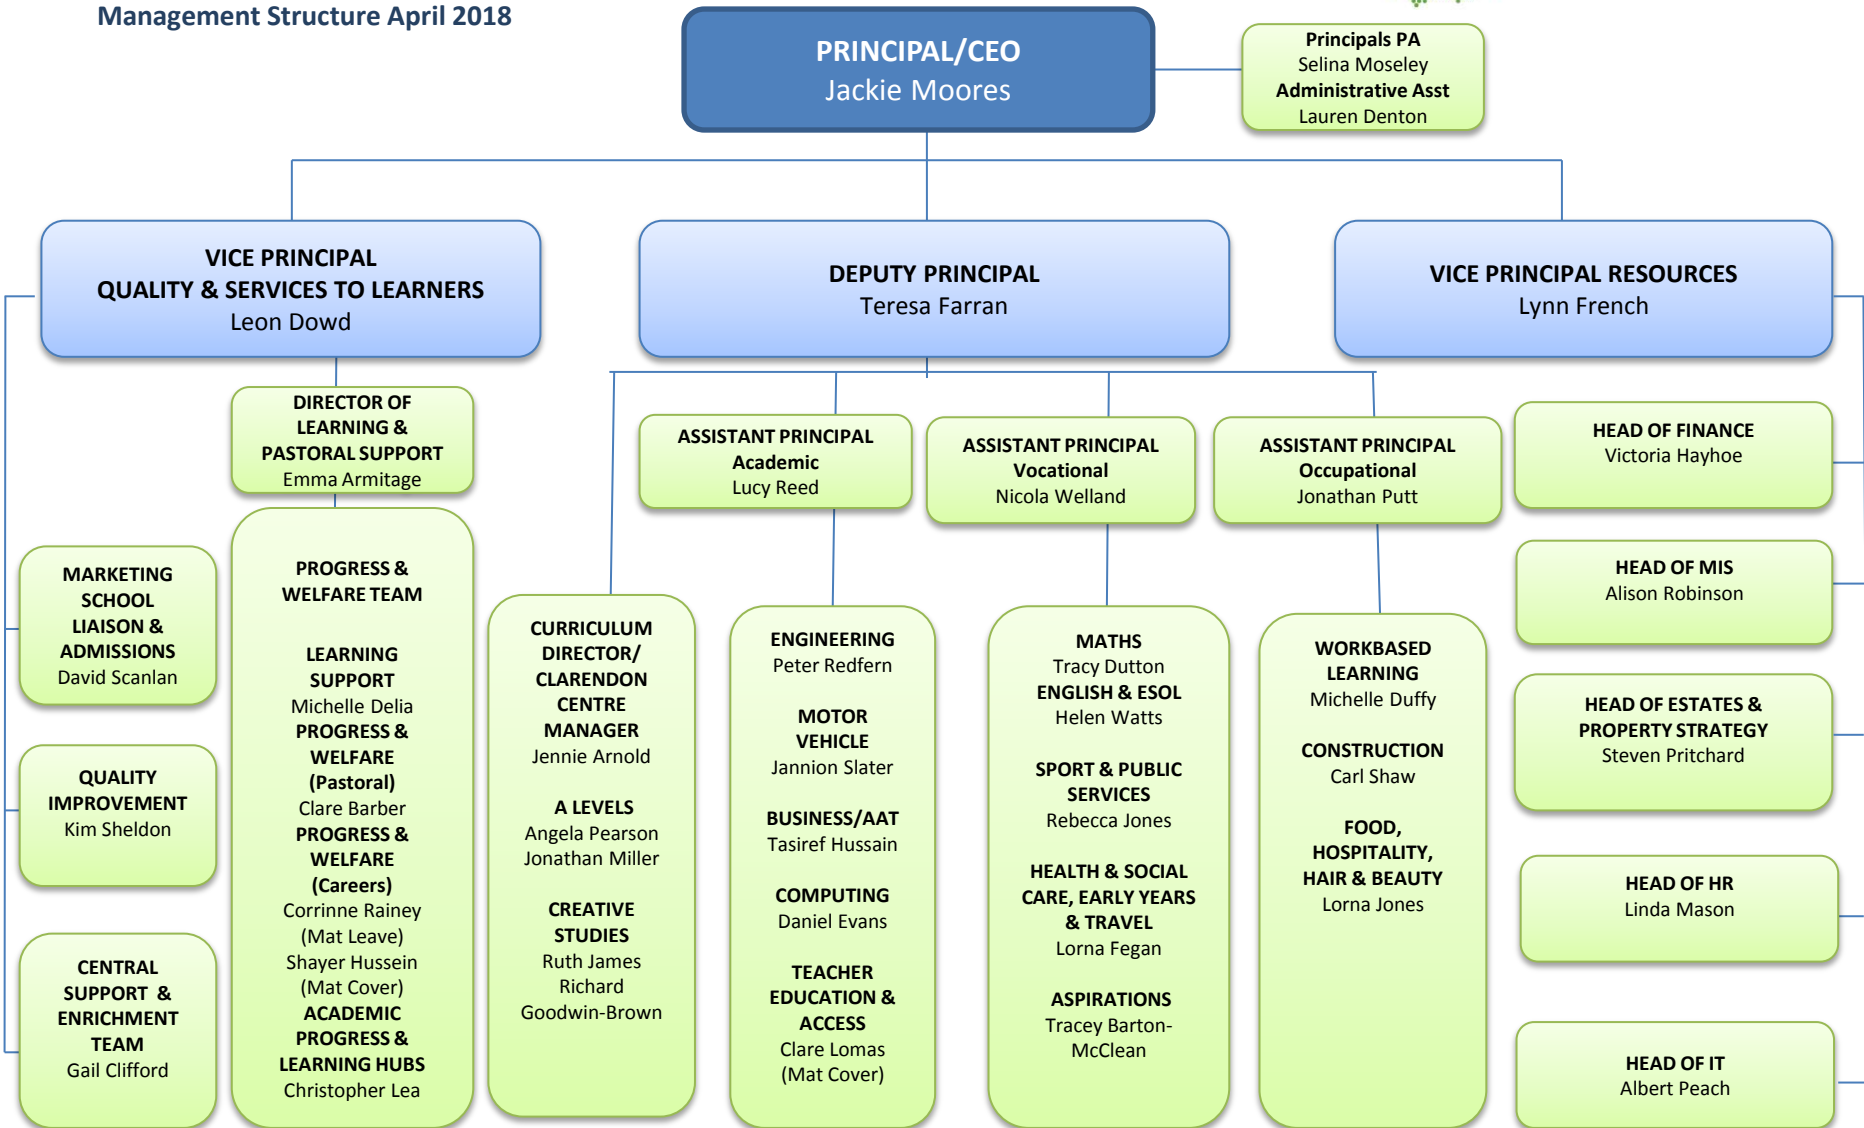 Management Structure April 2018
PRINCIPAL/CEO
Jackie Moores
Principals PA
Selina Moseley
Administrative Asst
Lauren Denton
VICE PRINCIPAL
QUALITY & SERVICES TO LEARNERS
Leon Dowd
DEPUTY PRINCIPAL
Teresa Farran
VICE PRINCIPAL RESOURCES
Lynn French
DIRECTOR OF
LEARNING &
PASTORAL SUPPORT
Emma Armitage
ASSISTANT PRINCIPAL
Academic
Lucy Reed
ASSISTANT PRINCIPAL
Vocational
Nicola Welland
ASSISTANT PRINCIPAL
Occupational
Jonathan Putt
HEAD OF FINANCE
Victoria Hayhoe
MARKETING
SCHOOL
LIAISON &
ADMISSIONS
David Scanlan
QUALITY
IMPROVEMENT
Kim Sheldon
CENTRAL
SUPPORT &
ENRICHMENT
TEAM
Gail Clifford
PROGRESS &
WELFARE TEAM
LEARNING
SUPPORT
Michelle Delia
PROGRESS &
WELFARE
(Pastoral)
Clare Barber
PROGRESS &
WELFARE
(Careers)
Corrinne Rainey
(Mat Leave)
Shayer Hussein
(Mat Cover)
ACADEMIC
PROGRESS &
LEARNING HUBS
Christopher Lea
CURRICULUM
DIRECTOR/
CLARENDON
CENTRE
MANAGER
Jennie Arnold
A LEVELS
Angela Pearson
Jonathan Miller
CREATIVE
STUDIES
Ruth James
Richard
Goodwin-Brown
ENGINEERING
Peter Redfern
MOTOR
VEHICLE
Jannion Slater
BUSINESS/AAT
Tasiref Hussain
COMPUTING
Daniel Evans
TEACHER
EDUCATION &
ACCESS
Clare Lomas
(Mat Cover)
MATHS
Tracy Dutton
ENGLISH & ESOL
Helen Watts
SPORT & PUBLIC
SERVICES
Rebecca Jones
HEALTH & SOCIAL
CARE, EARLY YEARS
& TRAVEL
Lorna Fegan
ASPIRATIONS
Tracey Barton-
McClean
WORKBASED
LEARNING
Michelle Duffy
CONSTRUCTION
Carl Shaw
FOOD,
HOSPITALITY,
HAIR & BEAUTY
Lorna Jones
HEAD OF MIS
Alison Robinson
HEAD OF ESTATES &
PROPERTY STRATEGY
Steven Pritchard
HEAD OF HR
Linda Mason
HEAD OF IT
Albert Peach